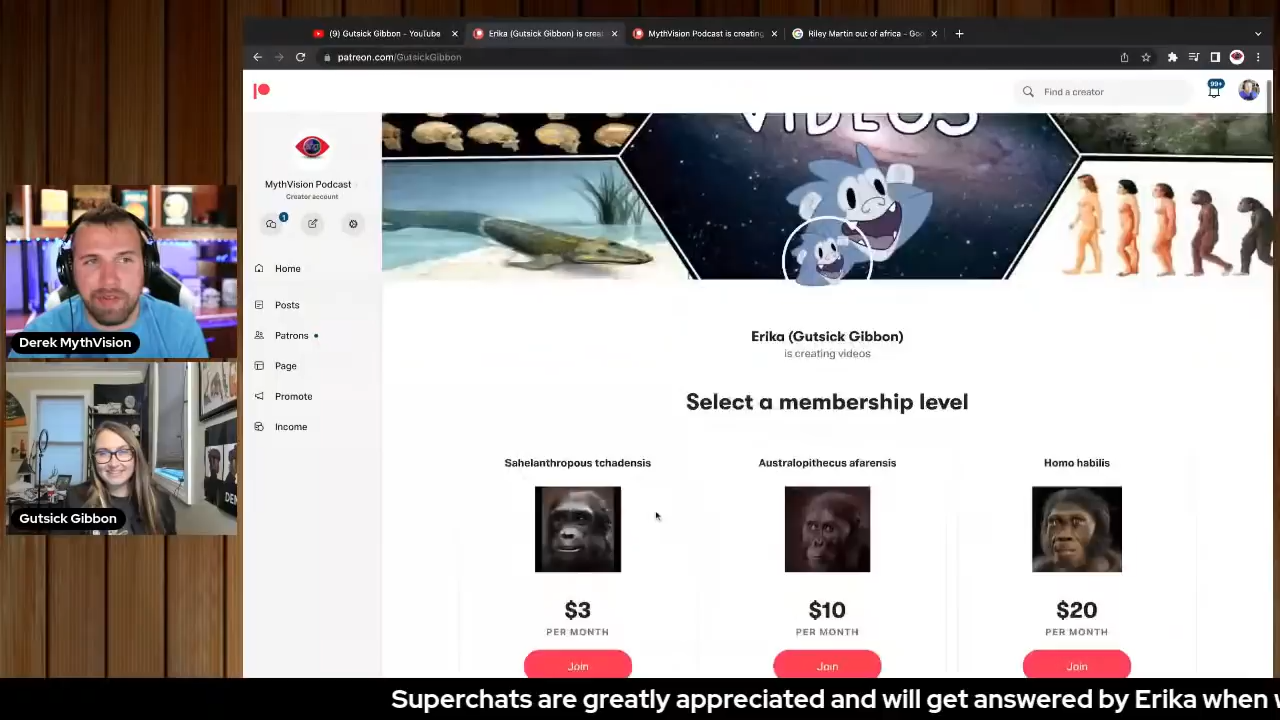 (9) Gutsick Gibbon - YouTube
Erika (Gutsick Gibbon) is crea
MythVision Podcast is creating
Riley Martin out of africa - Goo
patreon.com/GutsickGibbon
Find a creator
99+
VIDEOS
MythVision Podcast
Creator account
1
Home
Posts
Patrons
Page
Promote
Income
Erika (Gutsick Gibbon)
is creating videos
Select a membership level
Sahelanthropous tchadensis
Australopithecus afarensis
Homo habilis
$3
$10
$20
PER MONTH
PER MONTH
PER MONTH
Join
Join
Join
Derek MythVision
Gutsick Gibbon
Superchats are greatly appreciated and will get answered by Erika when